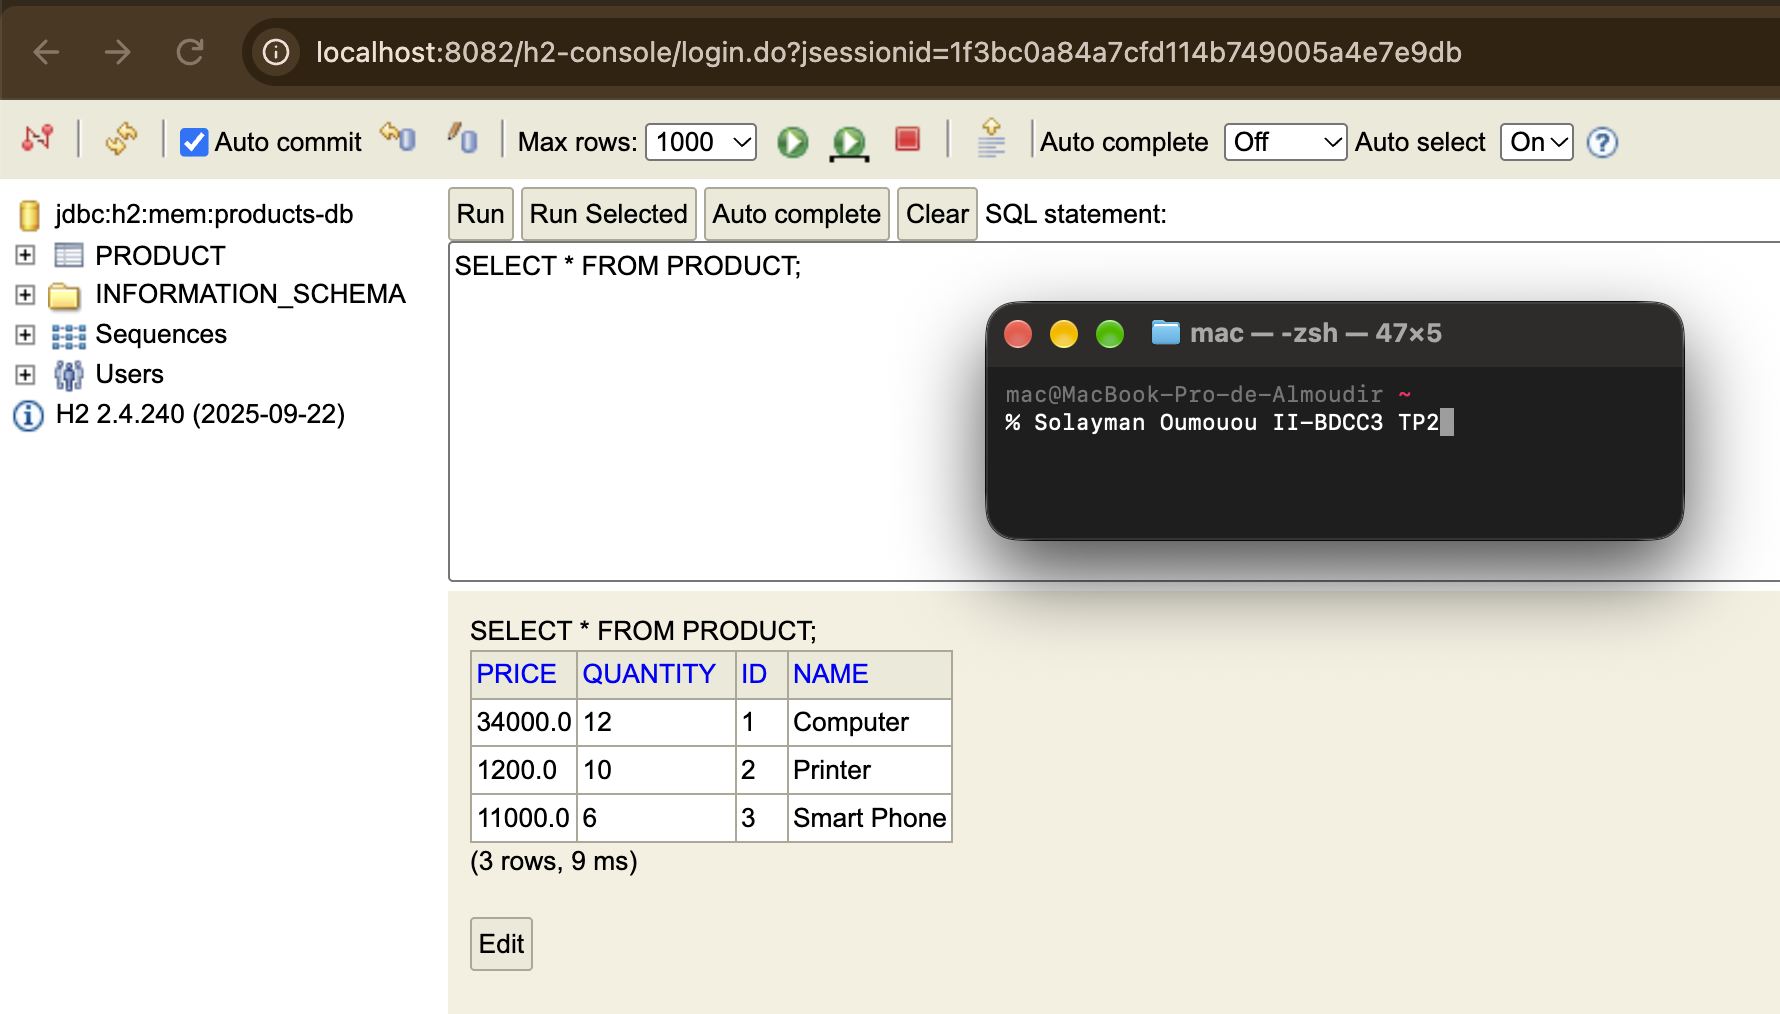 localhost:8082/h2-console/login.do?jsessionid=1f3bc0a84a7cfd114b749005a4e7e9db
Auto commit Max rows: 1000 Auto complete Off Auto select On ?
jdbc:h2:mem:products-db
PRODUCT
INFORMATION_SCHEMA
Sequences
Users
H2 2.4.240 (2025-09-22)
Run Run Selected Auto complete Clear SQL statement:
SELECT * FROM PRODUCT;
mac — -zsh — 47×5
mac@MacBook-Pro-de-Almoudir ~
% Solayman Oumouou II-BDCC3 TP2
SELECT * FROM PRODUCT;
PRICE QUANTITY ID NAME
34000.0 12 1 Computer
1200.0 10 2 Printer
11000.0 6 3 Smart Phone
(3 rows, 9 ms)
Edit